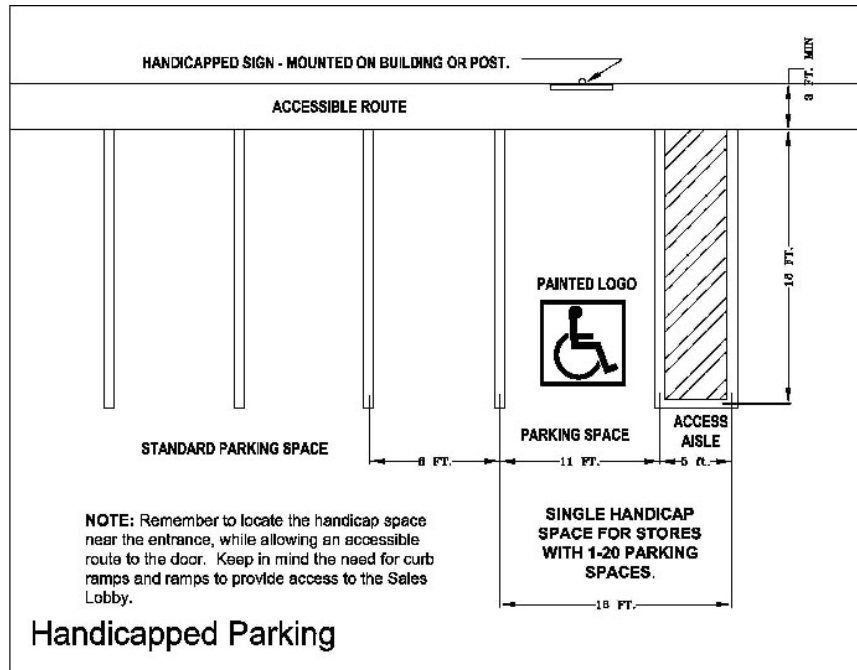 HANDICAPPED SIGN - MOUNTED ON BUILDING OR POST.
3 FT. MIN
ACCESSIBLE ROUTE
18 FT.
PAINTED LOGO
STANDARD PARKING SPACE
PARKING SPACE
ACCESS
AISLE
FT.
11 FT.
5 ft.
NOTE: Remember to locate the handicap space
near the entrance, while allowing an accessible
route to the door. Keep in mind the need for curb
ramps and ramps to provide access to the Sales
Lobby.
SINGLE HANDICAP
SPACE FOR STORES
WITH 1-20 PARKING
SPACES.
16 FT.
Handicapped Parking